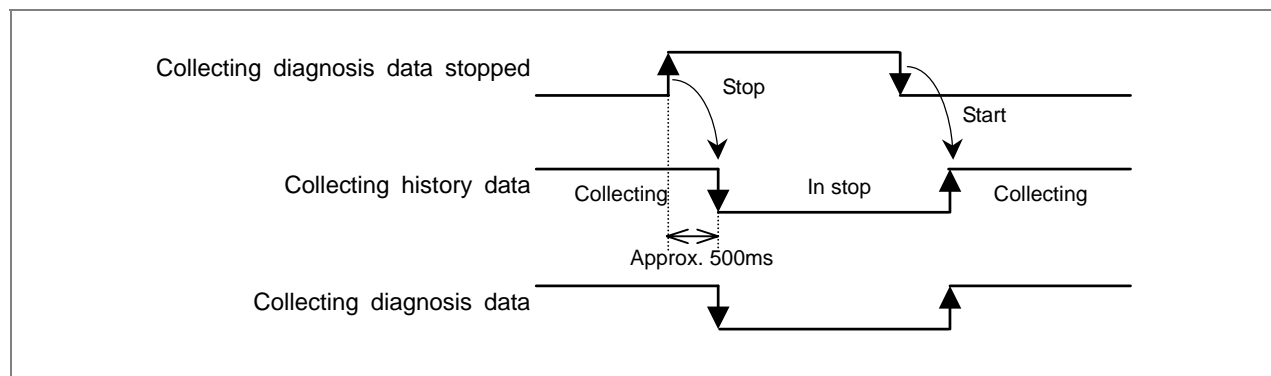 Collecting diagnosis data stopped
Stop
Start
Collecting history data
Collecting
In stop
Collecting
Approx. 500ms
Collecting diagnosis data